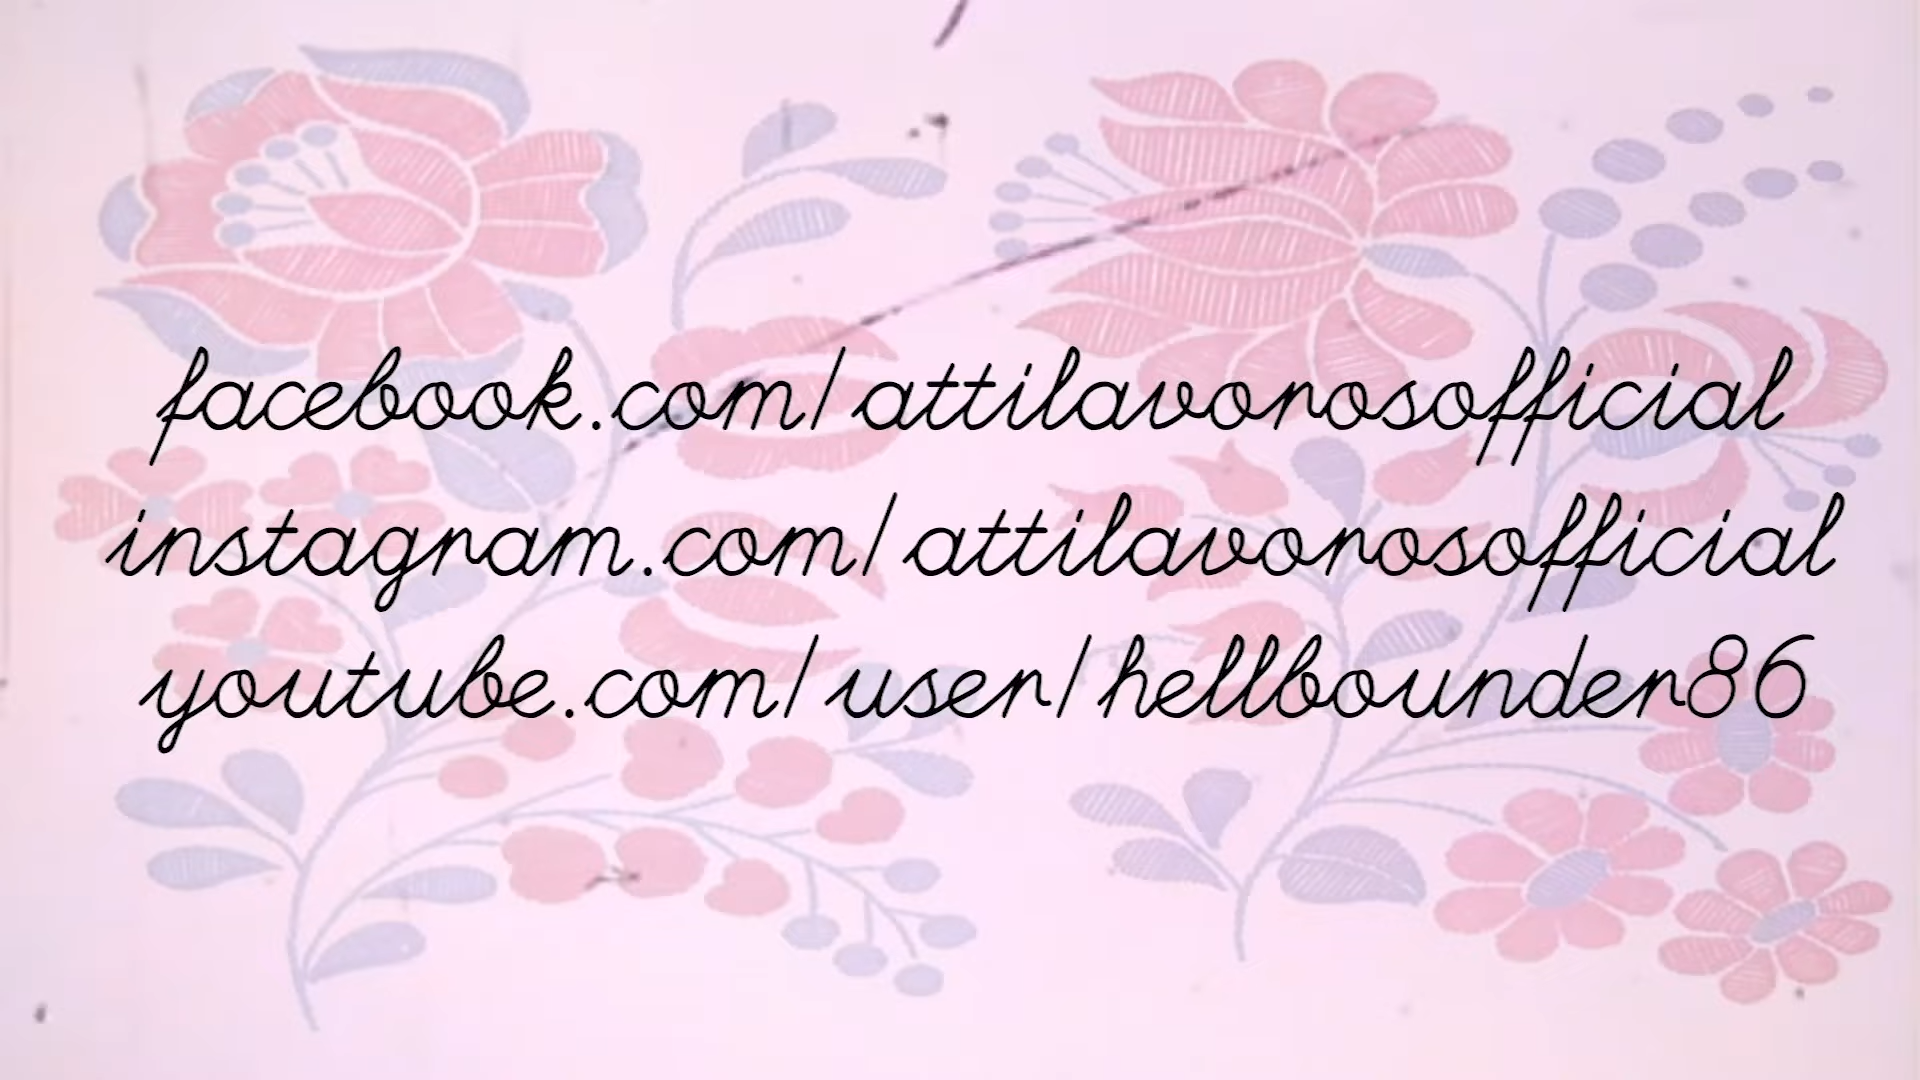 facebook.com/attilavorosofficial
instagram.com/attilavorosofficial
youtube.com/user/hellbounder86